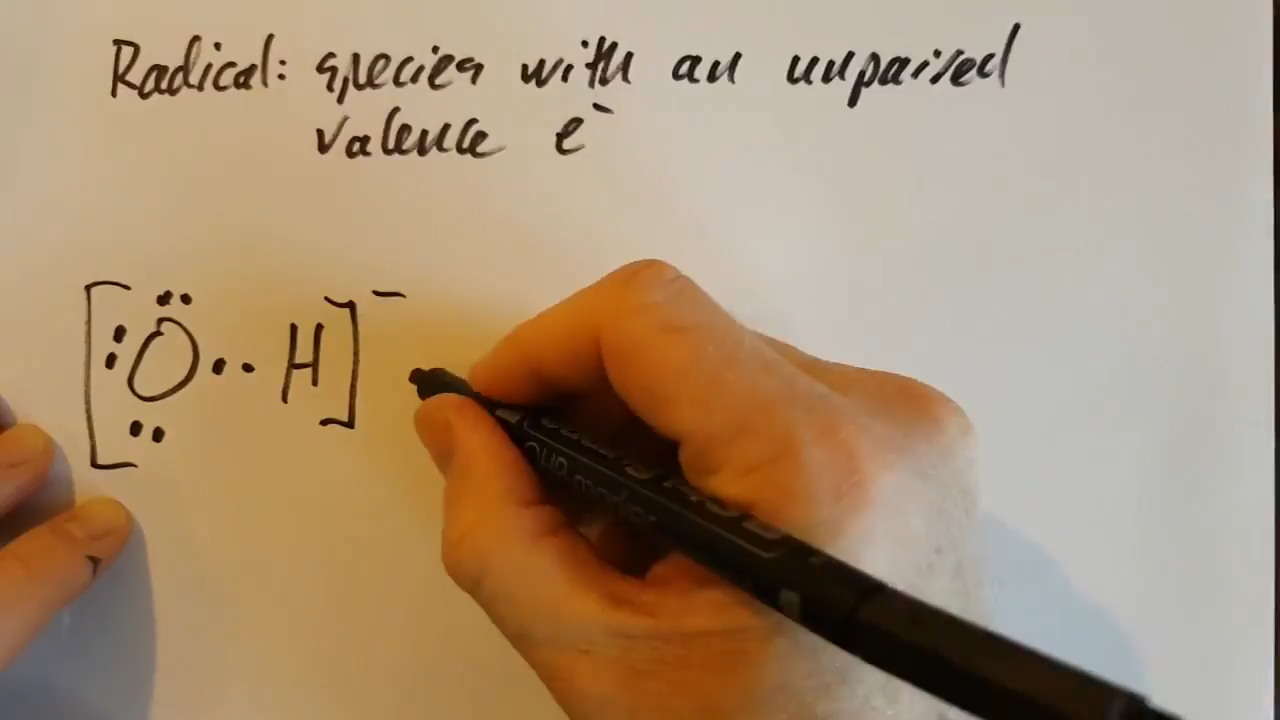 Radical: species with an unpaired
valence e⁻
[:Ö·· H]⁻